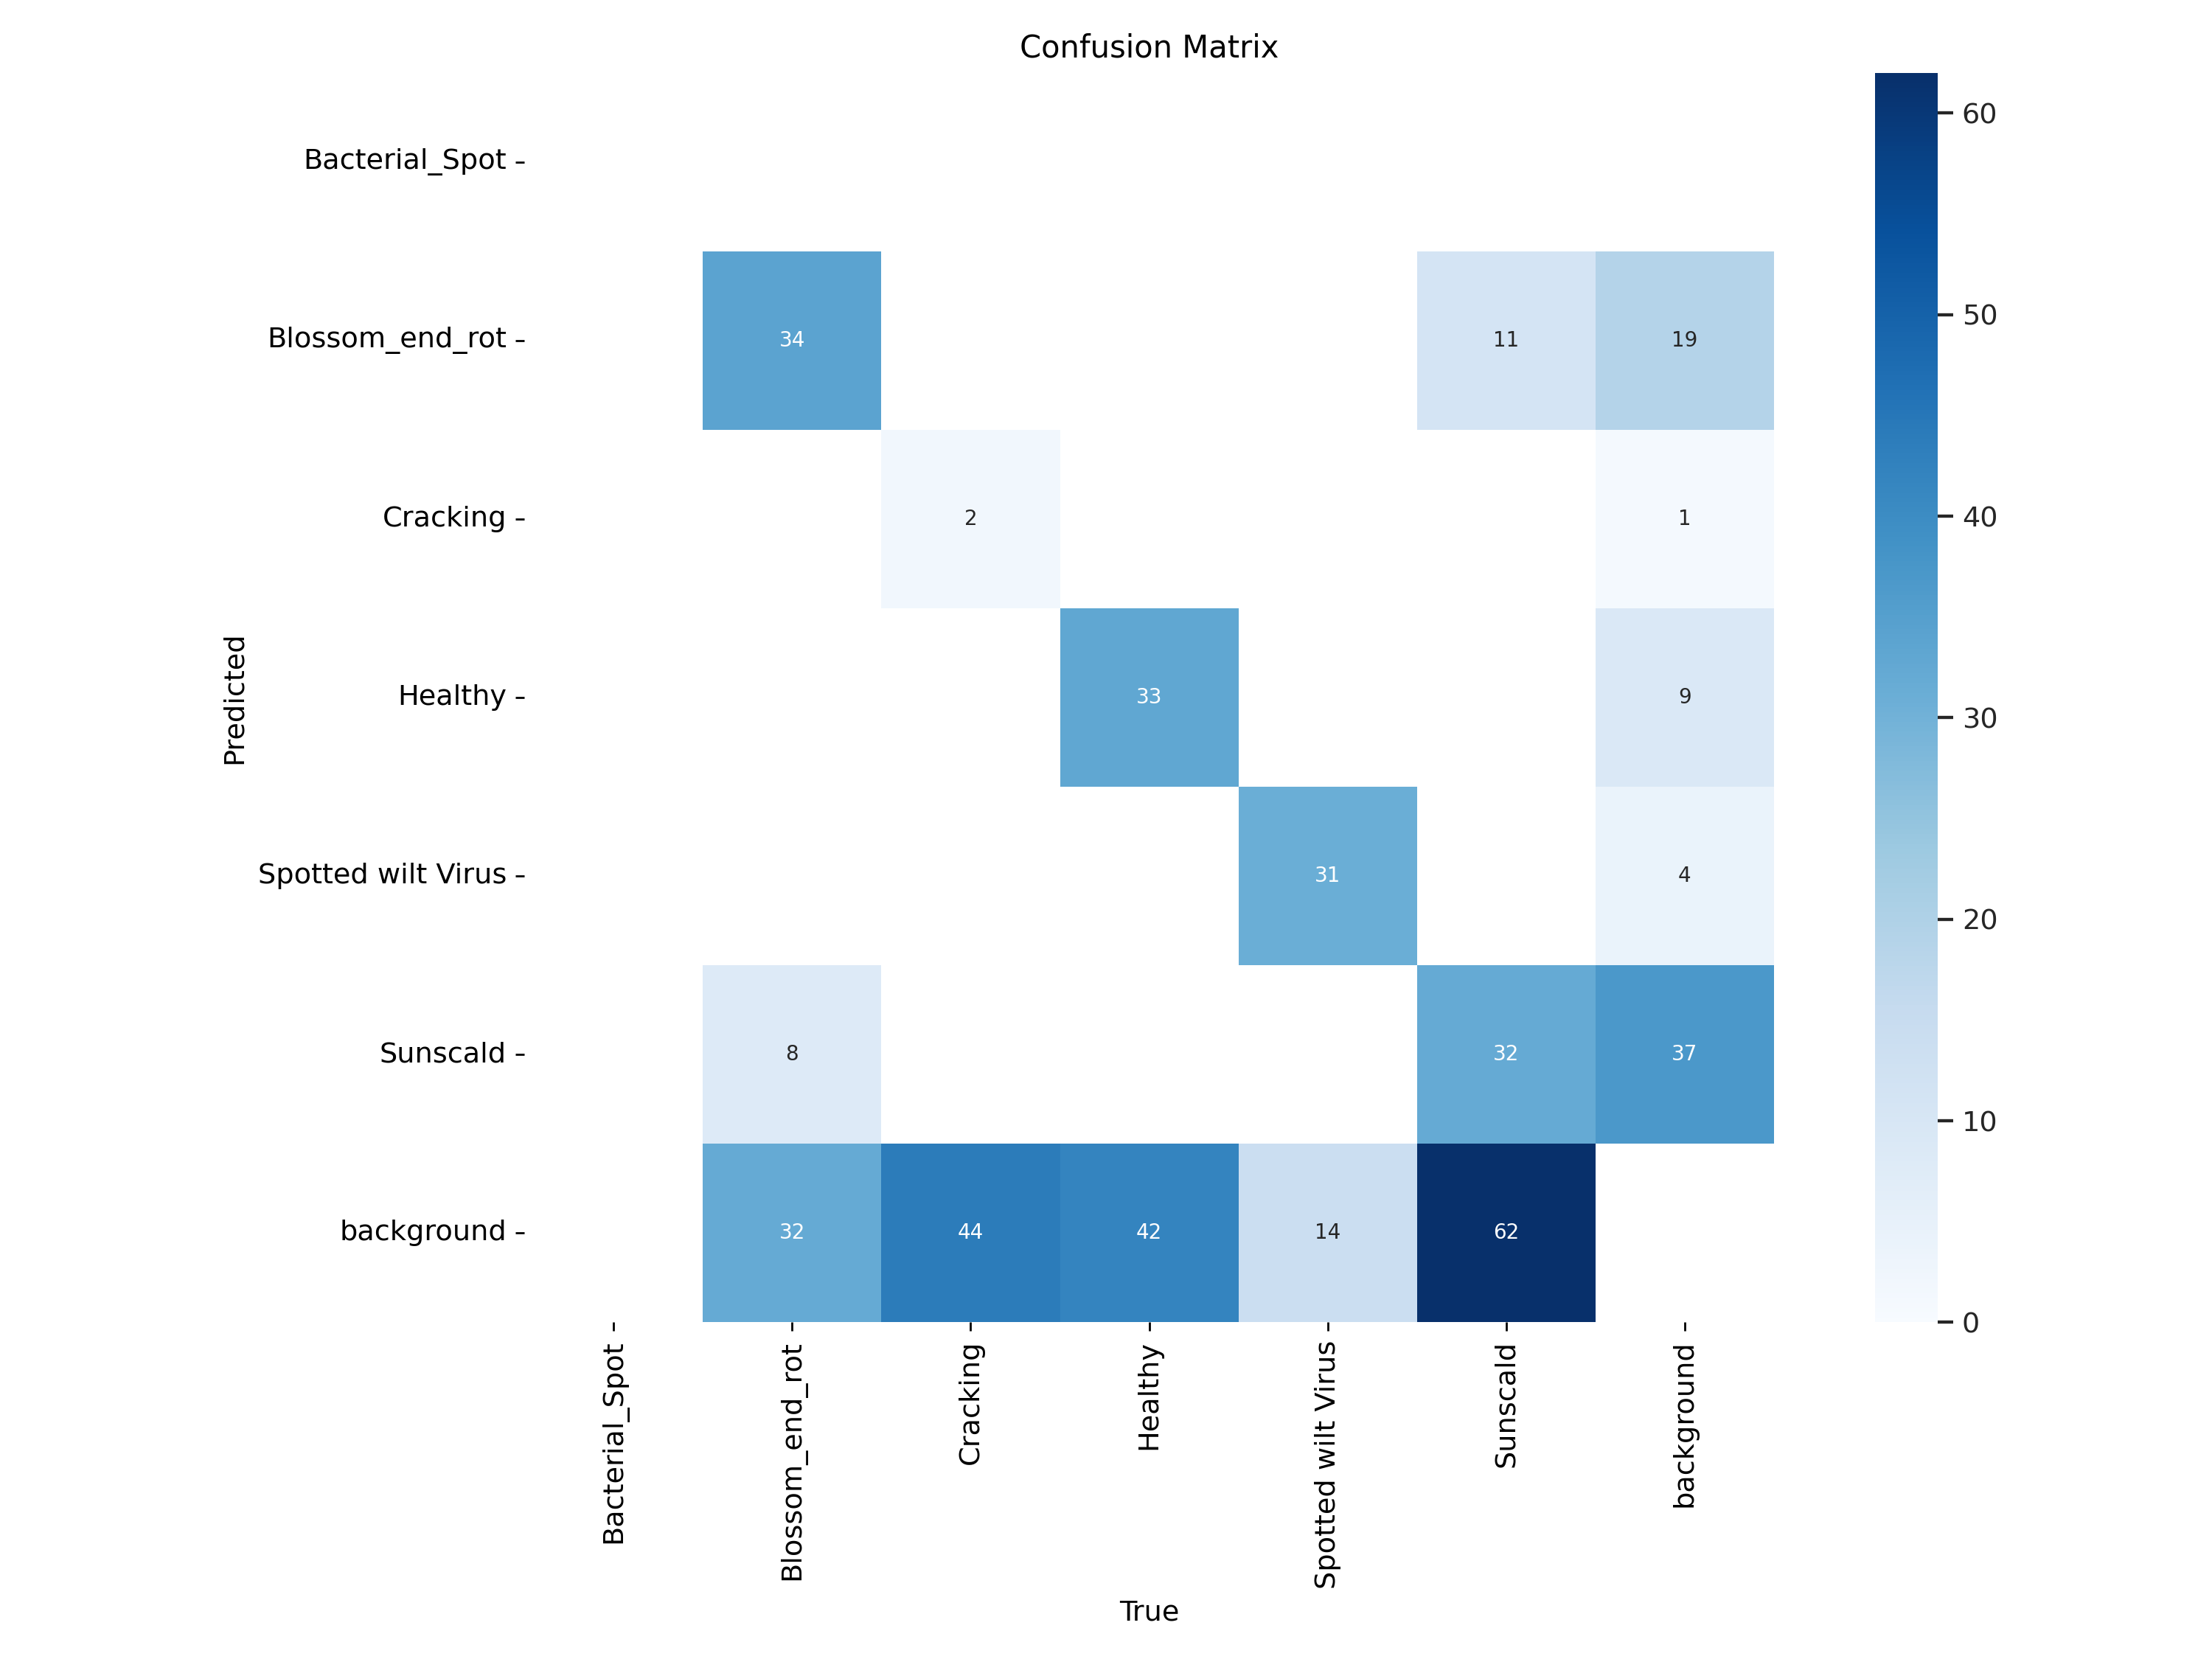 Confusion Matrix
Bacterial_Spot
Blossom_end_rot
34
11
19
Cracking
2
1
Healthy
33
9
Spotted wilt Virus
31
4
Sunscald
8
32
37
background
32
44
42
14
62
Predicted
Bacterial_Spot
Blossom_end_rot
Cracking
Healthy
Spotted wilt Virus
Sunscald
background
True
60
50
40
30
20
10
0